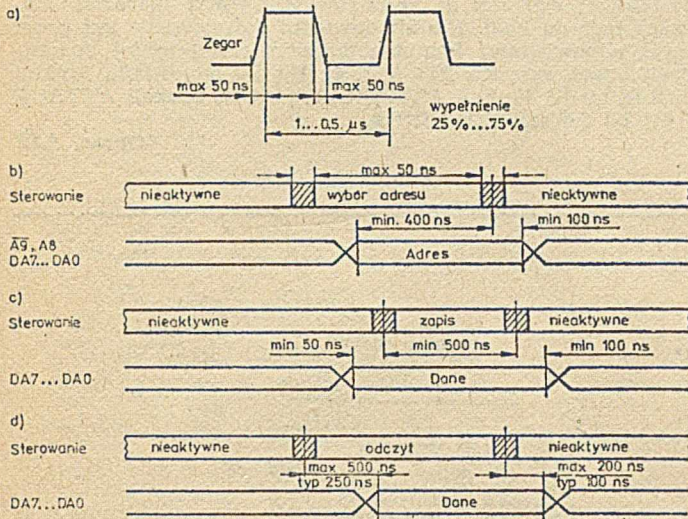 a)
Zegar
max 50 ns
max 50 ns
1...0,5 µs
wypełnienie
25%...75%
b)
max 50 ns
Sterowanie
nieaktywne
wybór adresu
nieaktywne
min. 400 ns
min 100 ns
A9, A8
DA7...DA0
Adres
c)
Sterowanie
nieaktywne
zapis
nieaktywne
min 50 ns
min 500 ns
min 100 ns
DA7...DA0
Dane
d)
Sterowanie
nieaktywne
odczyt
nieaktywne
max 500 ns
typ 250 ns
max 200 ns
typ 100 ns
DA7...DA0
Dane